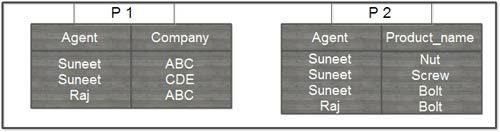 P 1
Agent Company
Suneet ABC
Suneet CDE
Raj ABC
P 2
Agent Product_name
Suneet Nut
Suneet Screw
Suneet Bolt
Raj Bolt